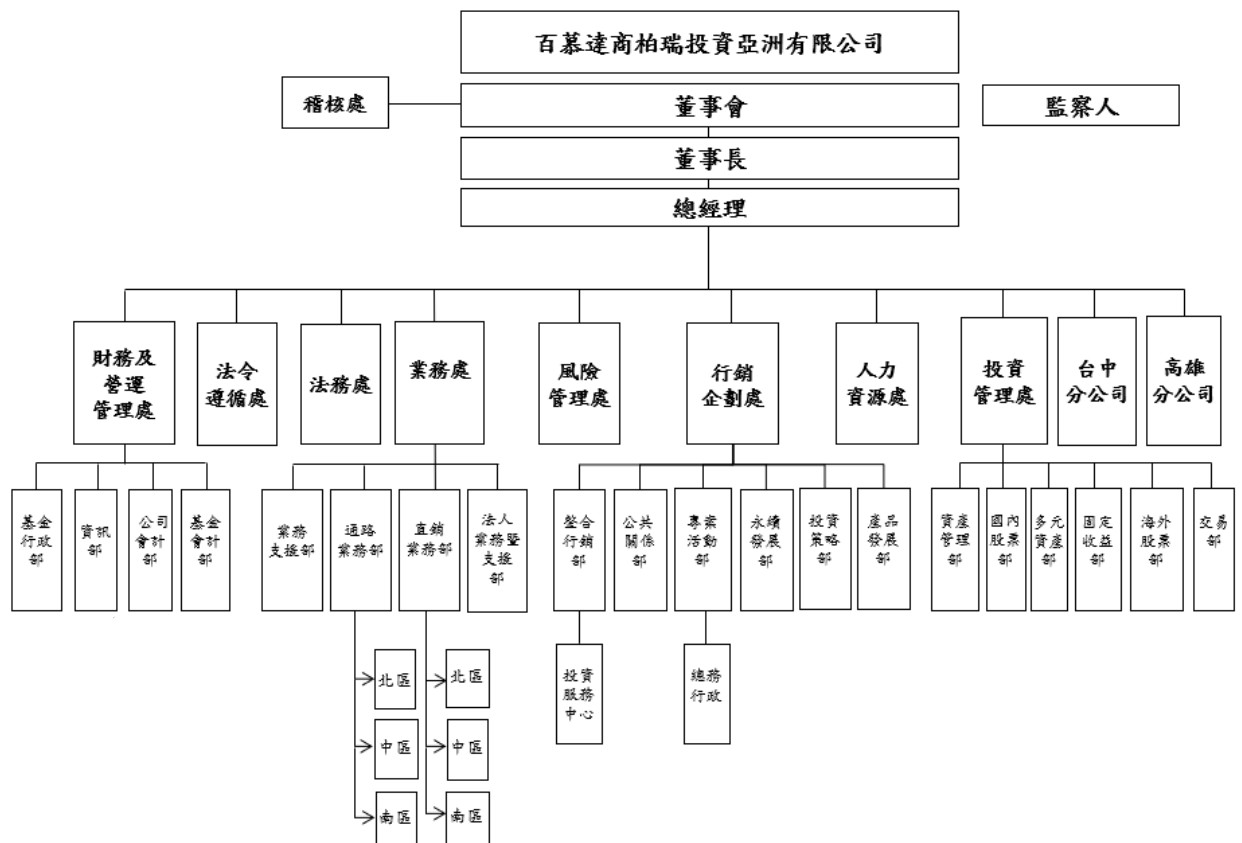 百慕達商柏瑞投資亞洲有限公司
稽核處
董事會
監察人
董事長
總經理
財務及
營運
管理處
法令
遵循處
法務處
業務處
風險
管理處
行銷
企劃處
人力
資源處
投資
管理處
台中
分公司
高雄
分公司
基金
行政
部
資訊
部
公司
會計部
基金
會計部
業務
支援部
通路
業務部
直銷
業務部
法人
業務暨
支援
部
整合
行銷
部
公共
關係
部
專案
活動
部
永續
發展
部
投資
策略
部
產品
發展
部
資產
管理
部
國內
股票
部
多元
資產
部
固定
收益
部
海外
股票
部
交易
部
北區
中區
南區
北區
中區
南區
投資
服務
中心
總務
行政